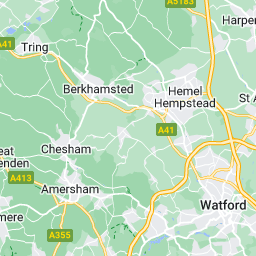 A5183
Harper
A41
Tring
Berkhamsted
Hemel
Hempstead
St A
A41
Chesham
eat
enden
A413
Amersham
Watford
mere
A355